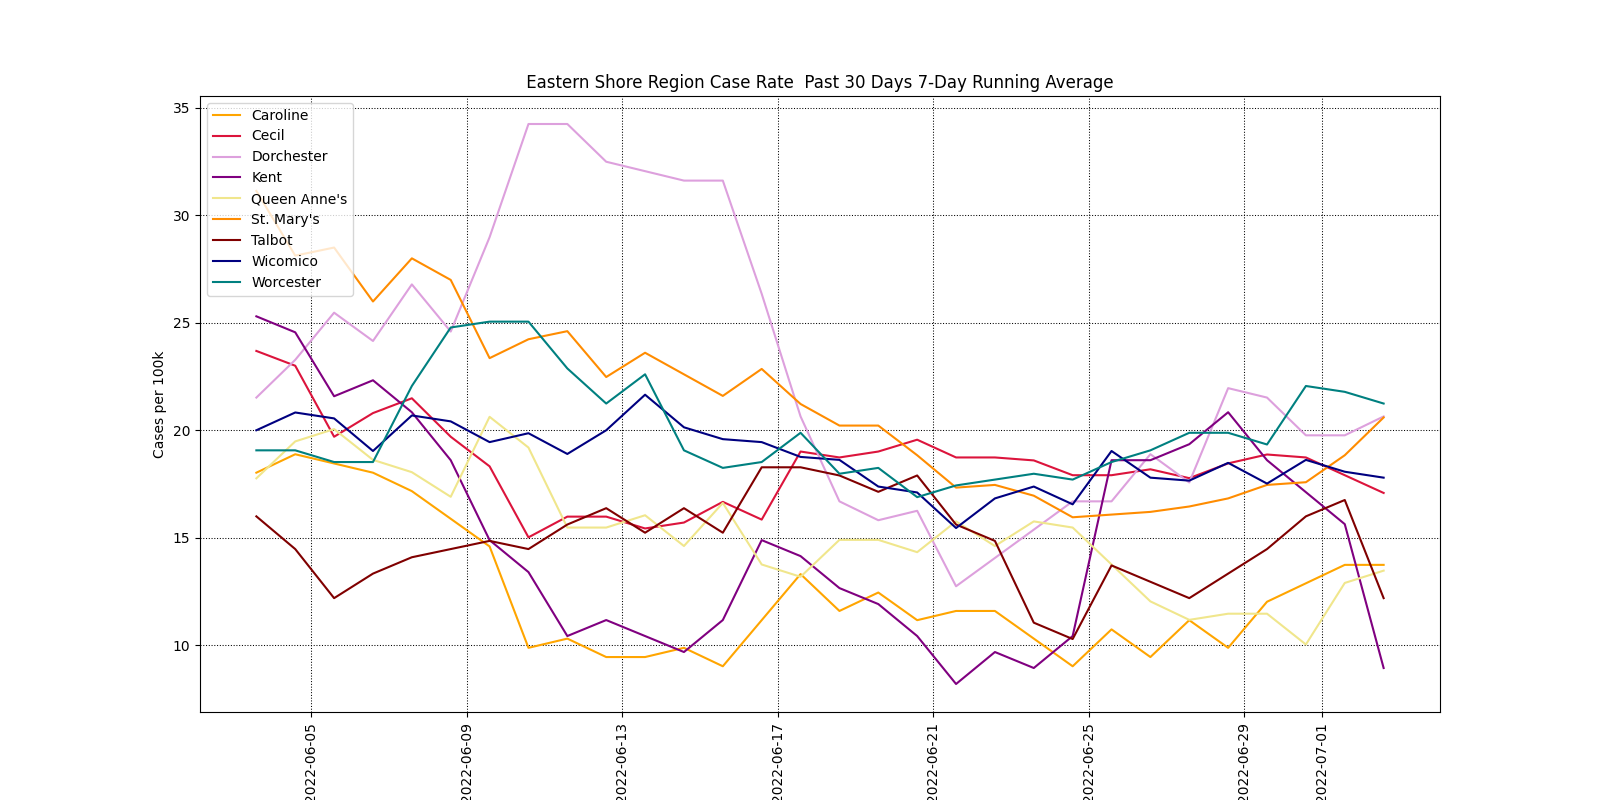 Eastern Shore Region Case Rate  Past 30 Days 7-Day Running Average
Cases per 100k
35
30
25
20
15
10
Caroline
Cecil
Dorchester
Kent
Queen Anne's
St. Mary's
Talbot
Wicomico
Worcester
2022-06-05
2022-06-09
2022-06-13
2022-06-17
2022-06-21
2022-06-25
2022-06-29
2022-07-01